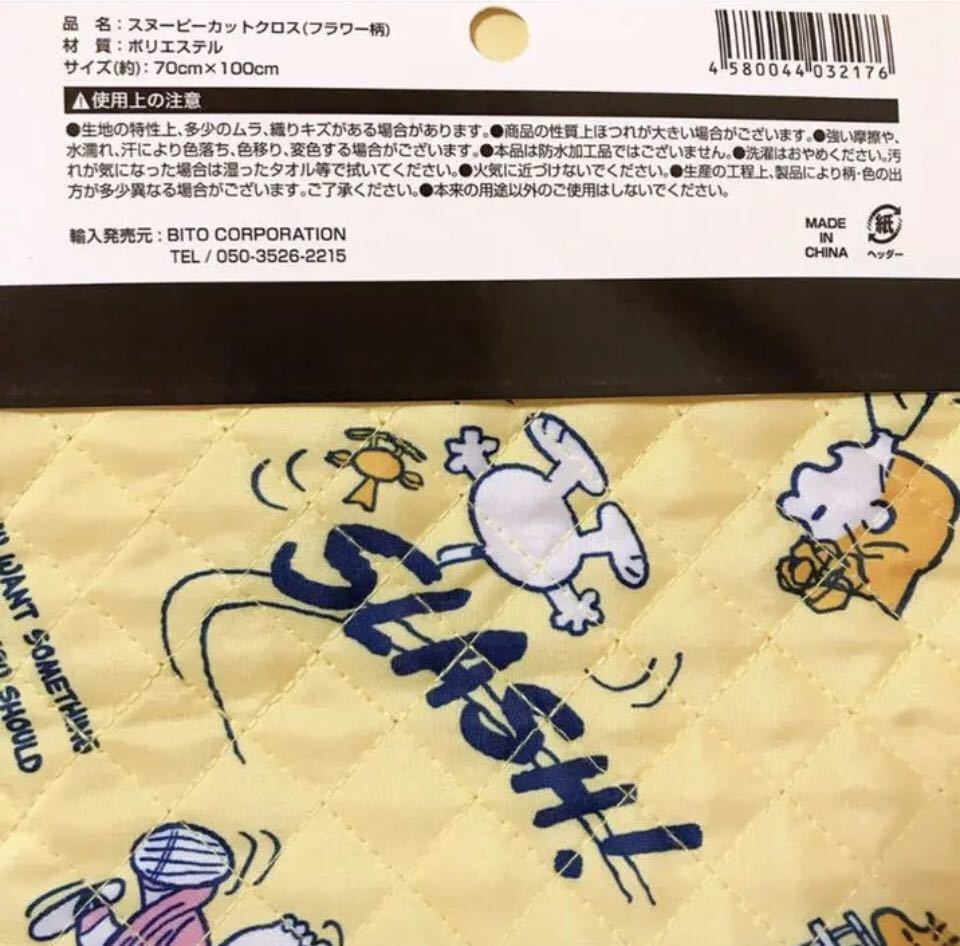 品　名：スヌーピーカットクロス(フラワー柄)
材　質：ポリエステル
サイズ(約)：70cm×100cm
4 580044 032176
⚠使用上の注意
●生地の特性上、多少のムラ、織りキズがある場合があります。●商品の性質上ほつれが大きい場合がございます。●強い摩擦や、
水濡れ、汗により色落ち、色移り、変色する場合がございます。●本品は防水加工品ではございません。●洗濯はおやめください。汚
れが気になった場合は湿ったタオル等で拭いてください。●火気に近づけないでください。●生産の工程上、製品により柄・色の出
方が多少異なる場合がございます。ご了承ください。●本来の用途以外のご使用はしないでください。
輸入発売元：BITO CORPORATION
TEL / 050-3526-2215
MADE
IN
CHINA
紙
ヘッダー
WANT SOMETHING
SHOULD
SLASH!